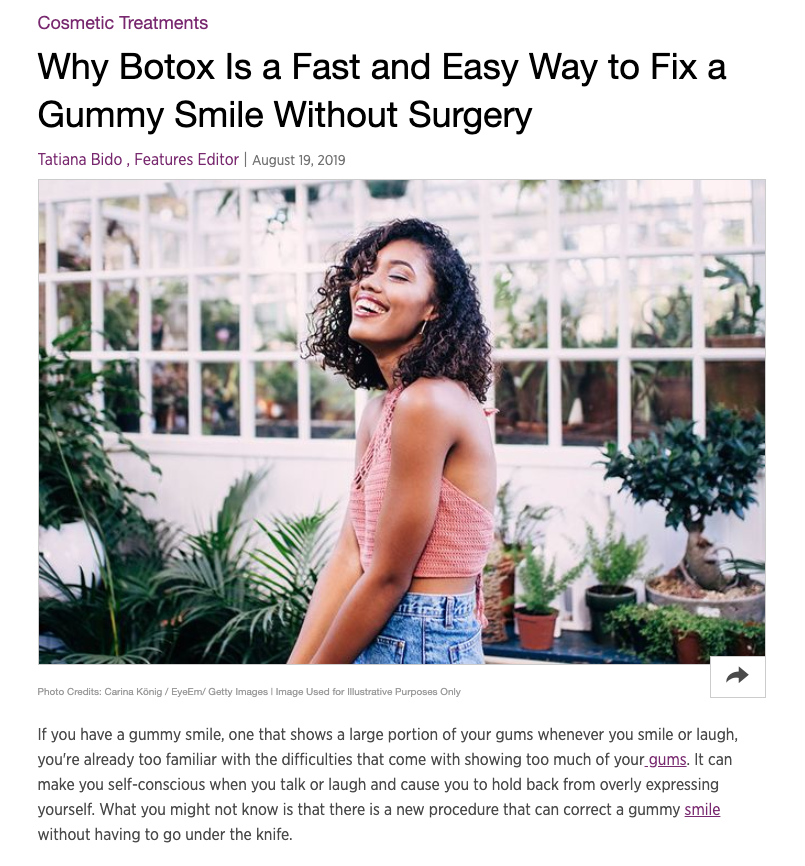 Cosmetic Treatments
Why Botox Is a Fast and Easy Way to Fix a
Gummy Smile Without Surgery
Tatiana Bido , Features Editor | August 19, 2019
Photo Credits: Carina König / EyeEm/ Getty Images | Image Used for Illustrative Purposes Only
If you have a gummy smile, one that shows a large portion of your gums whenever you smile or laugh,
you're already too familiar with the difficulties that come with showing too much of your gums. It can
make you self-conscious when you talk or laugh and cause you to hold back from overly expressing
yourself. What you might not know is that there is a new procedure that can correct a gummy smile
without having to go under the knife.